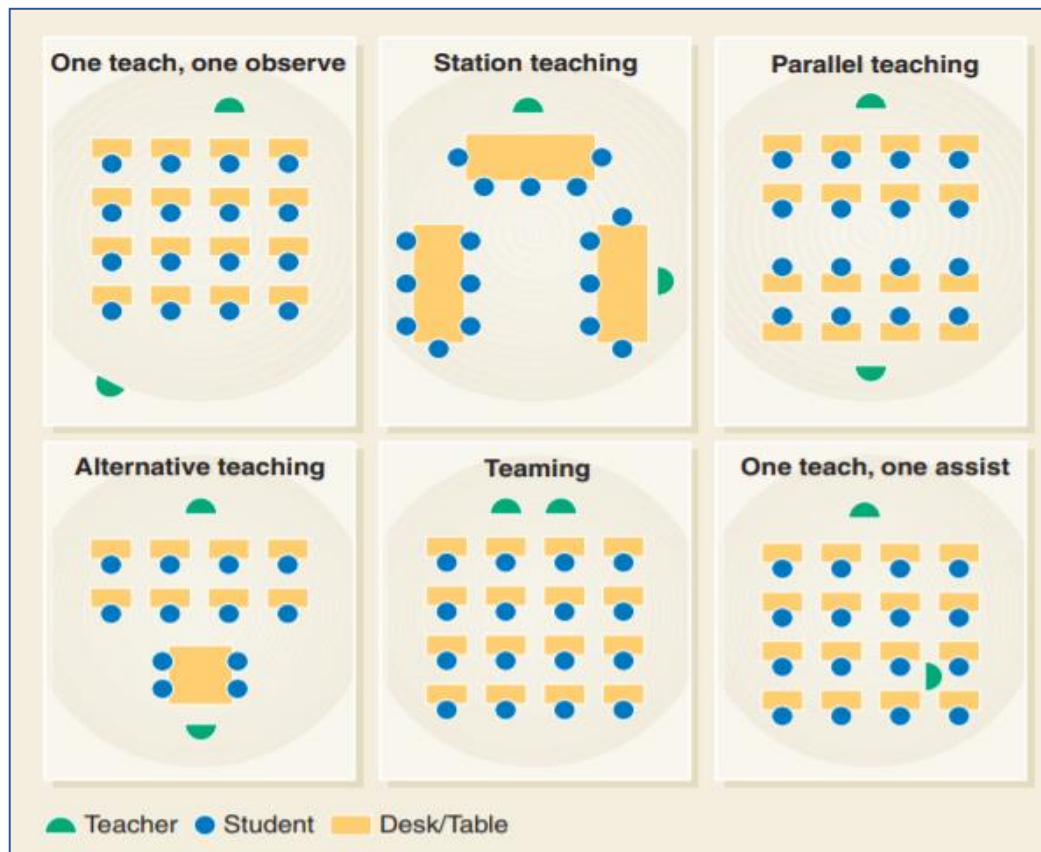 One teach, one observe
Station teaching
Parallel teaching
Alternative teaching
Teaming
One teach, one assist
Teacher
Student
Desk/Table